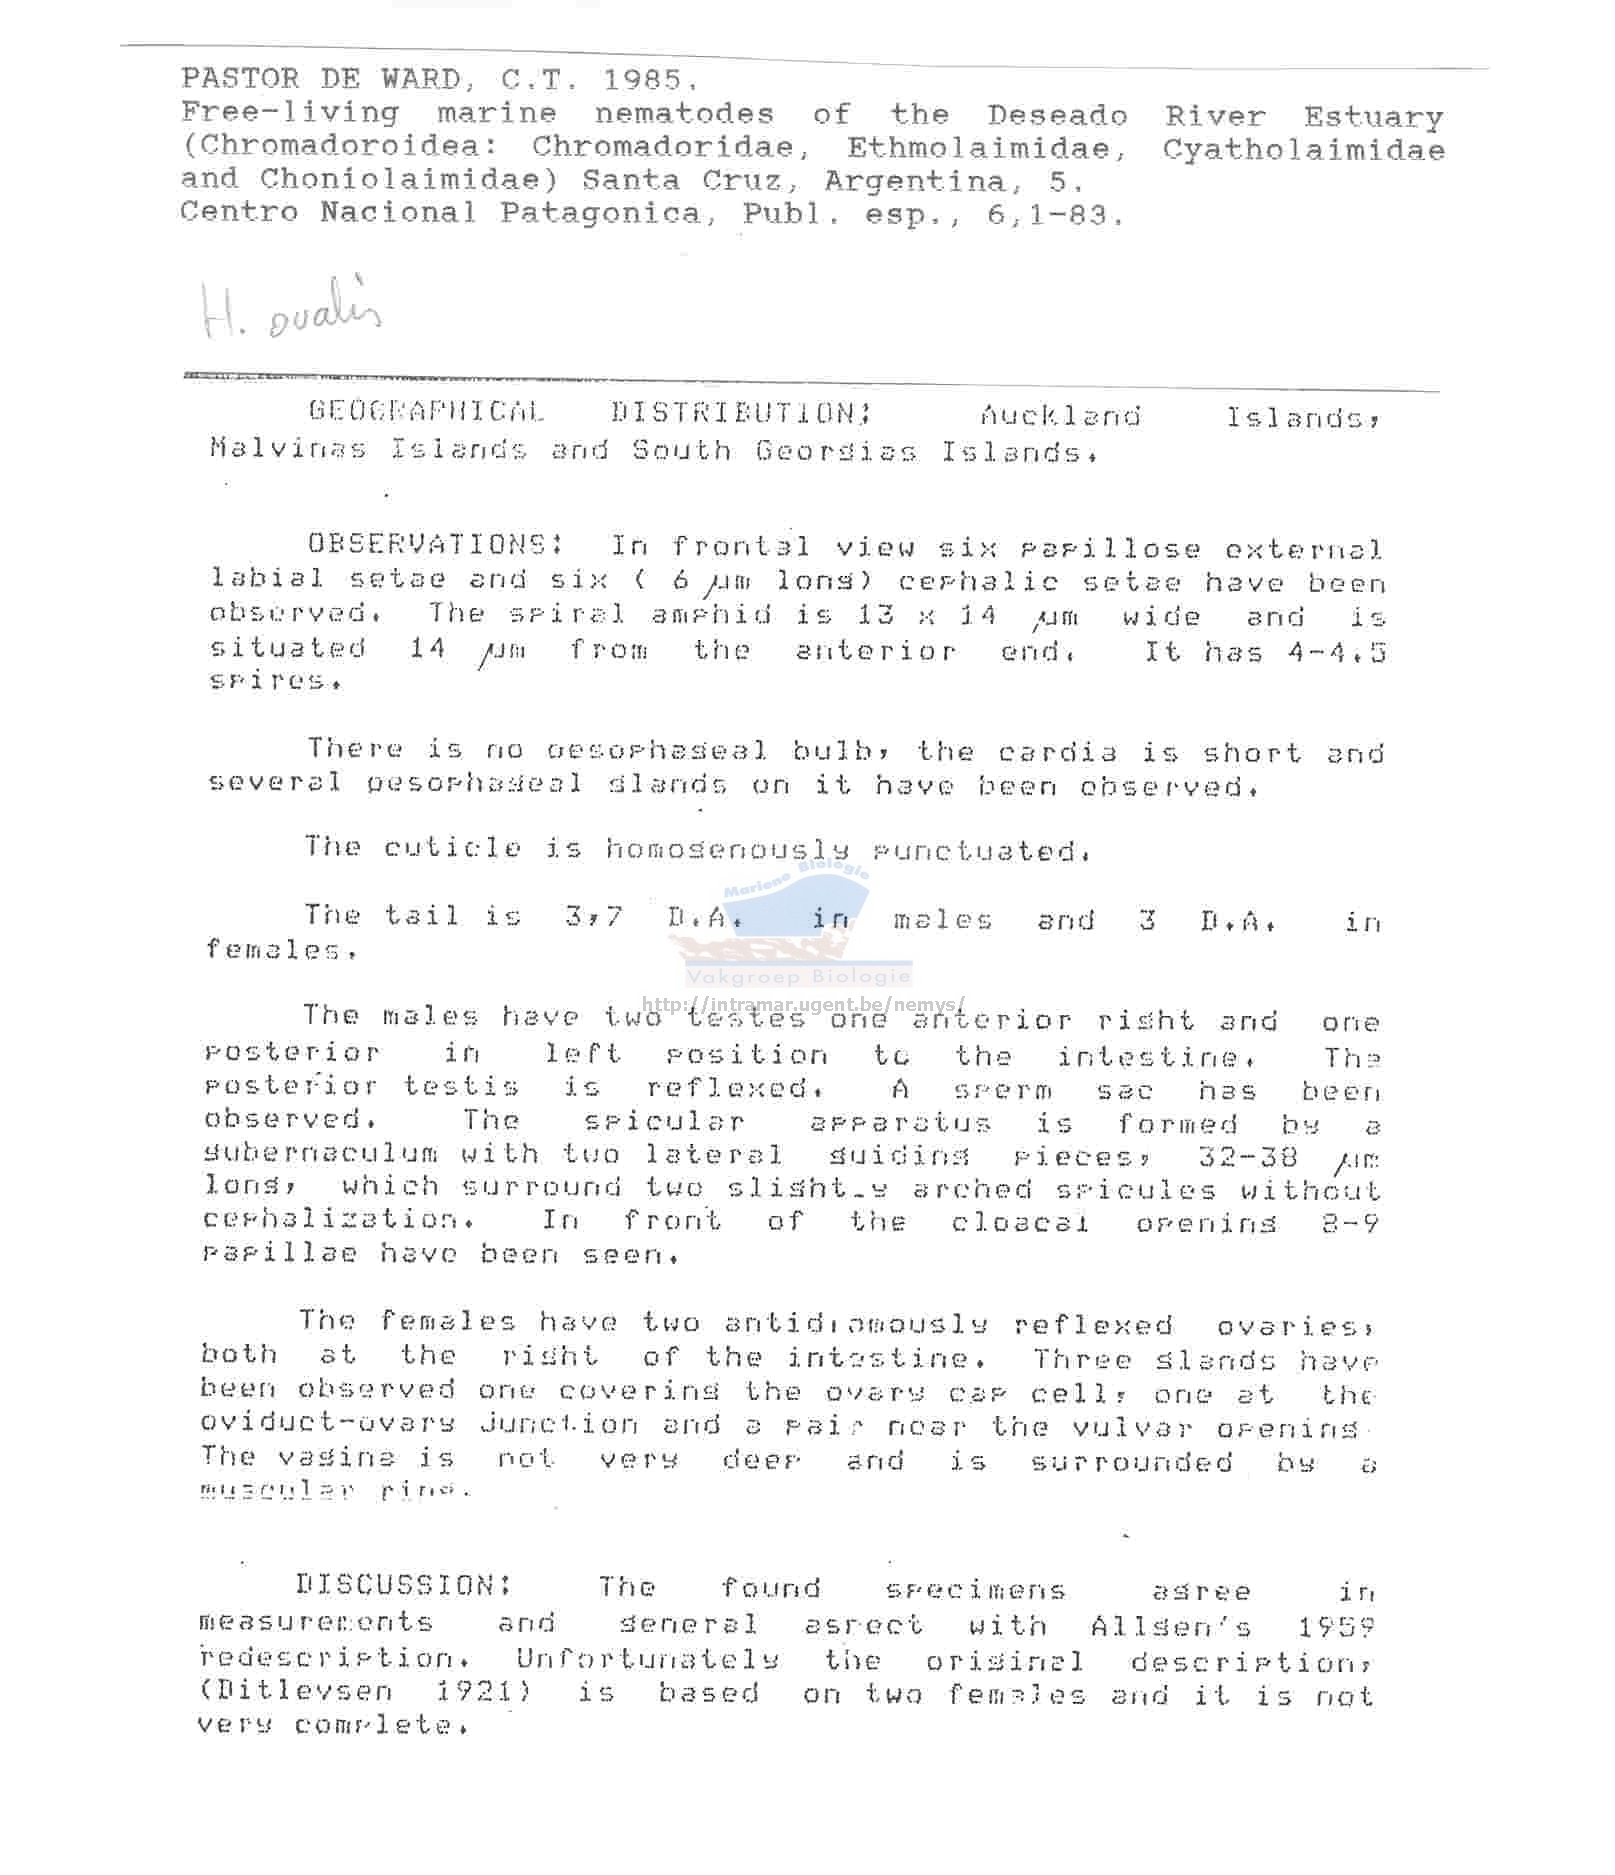 PASTOR DE WARD, C.T. 1985.
Free-living marine nematodes of the Deseado River Estuary
(Chromadoroidea: Chromadoridae, Ethmolaimidae, Cyatholaimidae
and Choniolaimidae) Santa Cruz, Argentina, 5.
Centro Nacional Patagonica, Publ. esp., 6,1-83.
H. ovalis
GEOGRAPHICAL DISTRIBUTION: Auckland Islands,
Malvinas Islands and South Georgias Islands.
OBSERVATIONS: In frontal view six papillose external
labial setae and six ( 6 µm long) cephalic setae have been
observed. The spiral amphid is 13 x 14 µm wide and is
situated 14 µm from the anterior end. It has 4-4.5
spires.
There is no oesophageal bulb, the cardia is short and
several oesophageal glands on it have been observed.
The cuticle is homogenously punctuated.
Marine Biologie
The tail is 3,7 D.A. in males and 3 D.A. in
females.
Vakgroep Biologie
http://intramar.ugent.be/nemys/
The males have two testes one anterior right and one
posterior in left position to the intestine. The
posterior testis is reflexed. A sperm sac has been
observed. The spicular apparatus is formed by a
gubernaculum with two lateral guiding pieces, 32-38 µm
long, which surround two slightly arched spicules without
cephalization. In front of the cloacal opening 8-9
papillae have been seen.
The females have two antidromously reflexed ovaries,
both at the right of the intestine. Three glands have
been observed one covering the ovary cap cell, one at the
oviduct-ovary junction and a pair near the vulvar opening.
The vagina is not very deep and is surrounded by a
muscular ring.
DISCUSSION: The found specimens agree in
measurements and general aspect with Allgen's 1959
redescription. Unfortunately the original description,
(Ditlevsen 1921) is based on two females and it is not
very complete.